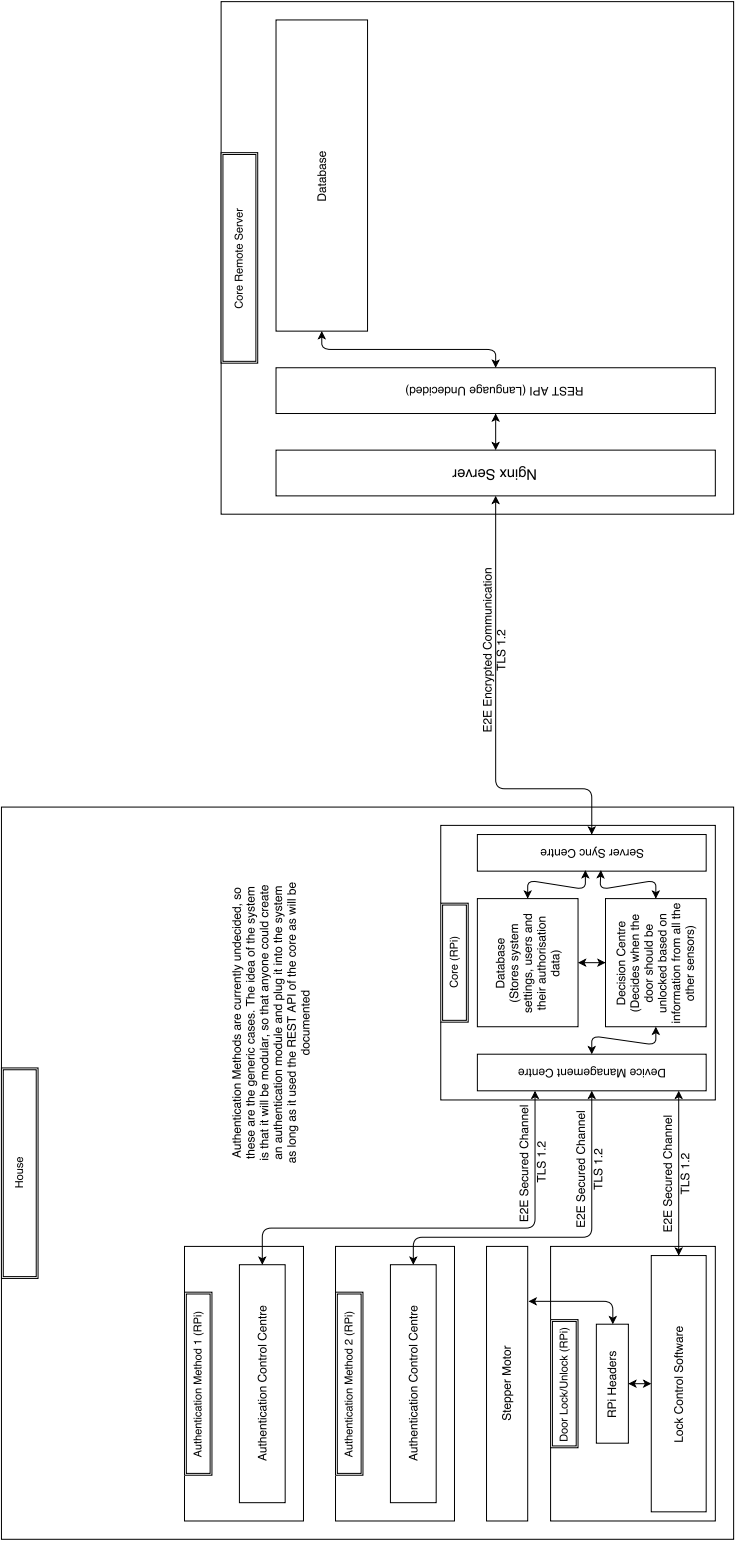 House
Authentication Method 1 (RPi)
Authentication Control Centre
Authentication Method 2 (RPi)
Authentication Control Centre
Stepper Motor
Door Lock/Unlock (RPi)
RPi Headers
Lock Control Software
Authentication Methods are currently undecided, so
these are the generic cases. The idea of the system
is that it will be modular, so that anyone could create
an authentication module and plug it into the system
as long as it used the REST API of the core as will be
documented
E2E Secured Channel
TLS 1.2
E2E Secured Channel
TLS 1.2
E2E Secured Channel
TLS 1.2
Core (RPi)
Device Management Centre
Database
(Stores system
settings, users and
their authorisation
data)
Decision Centre
(Decides when the
door should be
unlocked based on
information from all the
other sensors)
Server Sync Centre
E2E Encrypted Communication
TLS 1.2
Core Remote Server
Nginx Server
REST API (Language Undecided)
Database